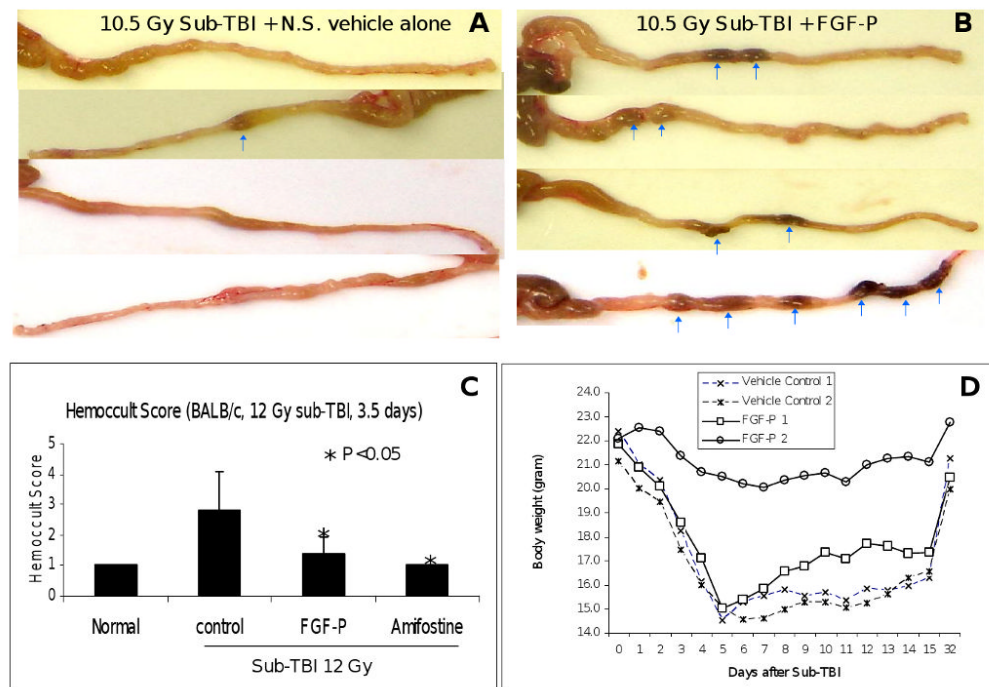 10.5 Gy Sub-TBI +N.S. vehicle alone A
10.5 Gy Sub-TBI +FGF-P B
C
Hemoccult Score (BALB/c, 12 Gy sub-TBI, 3.5 days)
* P <0.05
Hemoccult Score
5
4
3
2
1
0
Normal control FGF-P Amifostine
Sub-TBI 12 Gy
D
Vehicle Control 1
Vehicle Control 2
FGF-P 1
FGF-P 2
Body weight (gram)
24.0
23.0
22.0
21.0
20.0
19.0
18.0
17.0
16.0
15.0
14.0
0 1 2 3 4 5 6 7 8 9 10 11 12 13 14 15 32
Days after Sub-TBI